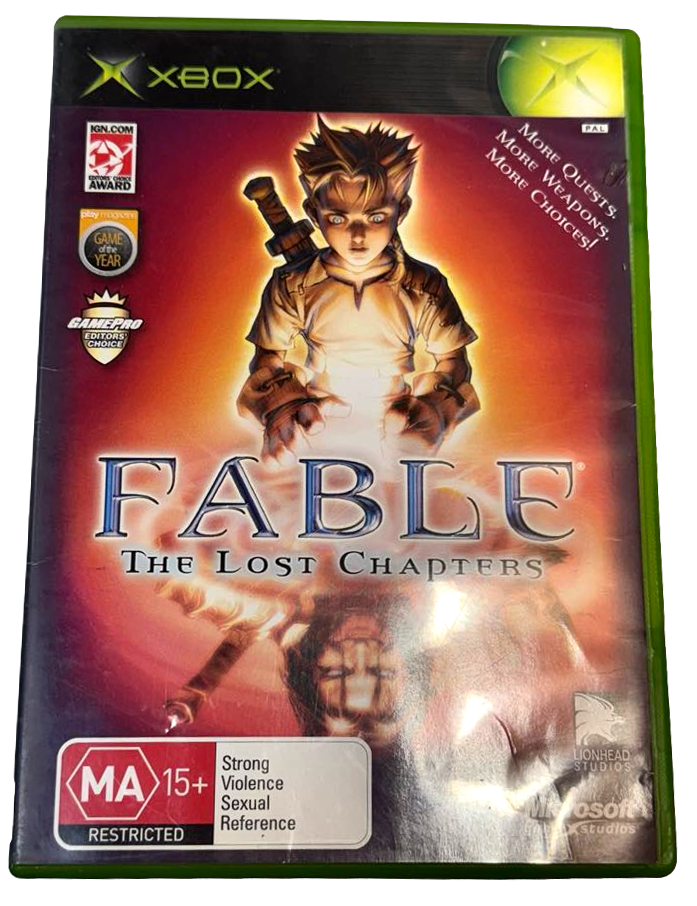 XBOX
PAL
IGN.COM
EDITORS' CHOICE
AWARD
More Quests.
More Weapons.
More Choices!
play magazine
GAME
of the
YEAR
GAMEPRO
EDITORS'
CHOICE
FABLE®
The Lost Chapters
MA 15+
RESTRICTED
Strong
Violence
Sexual
Reference
LIONHEAD
STUDIOS
Microsoft
studios